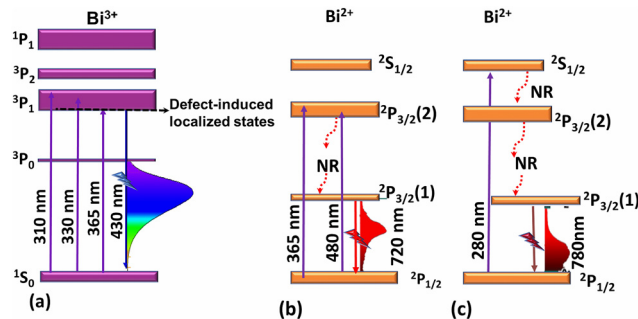 Bi³⁺
¹P₁
³P₂
³P₁
Defect-induced
localized states
³P₀
310 nm
330 nm
365 nm
430 nm
¹S₀
(a)
Bi²⁺
²S₁/₂
²P₃/₂(2)
NR
²P₃/₂(1)
365 nm
480 nm
720 nm
²P₁/₂
(b)
Bi²⁺
²S₁/₂
NR
²P₃/₂(2)
NR
²P₃/₂(1)
280 nm
780nm
²P₁/₂
(c)